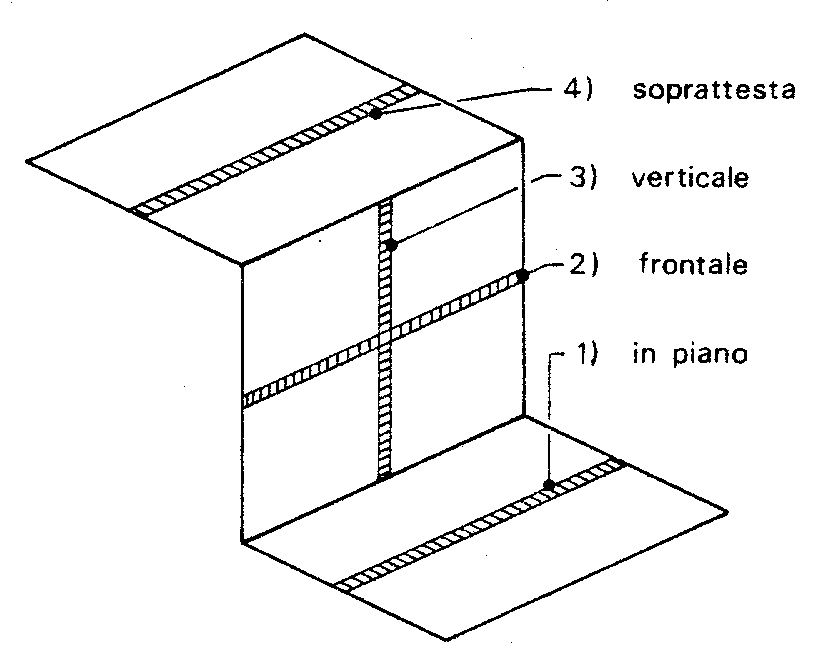 4) soprattesta
3) verticale
2) frontale
1) in piano